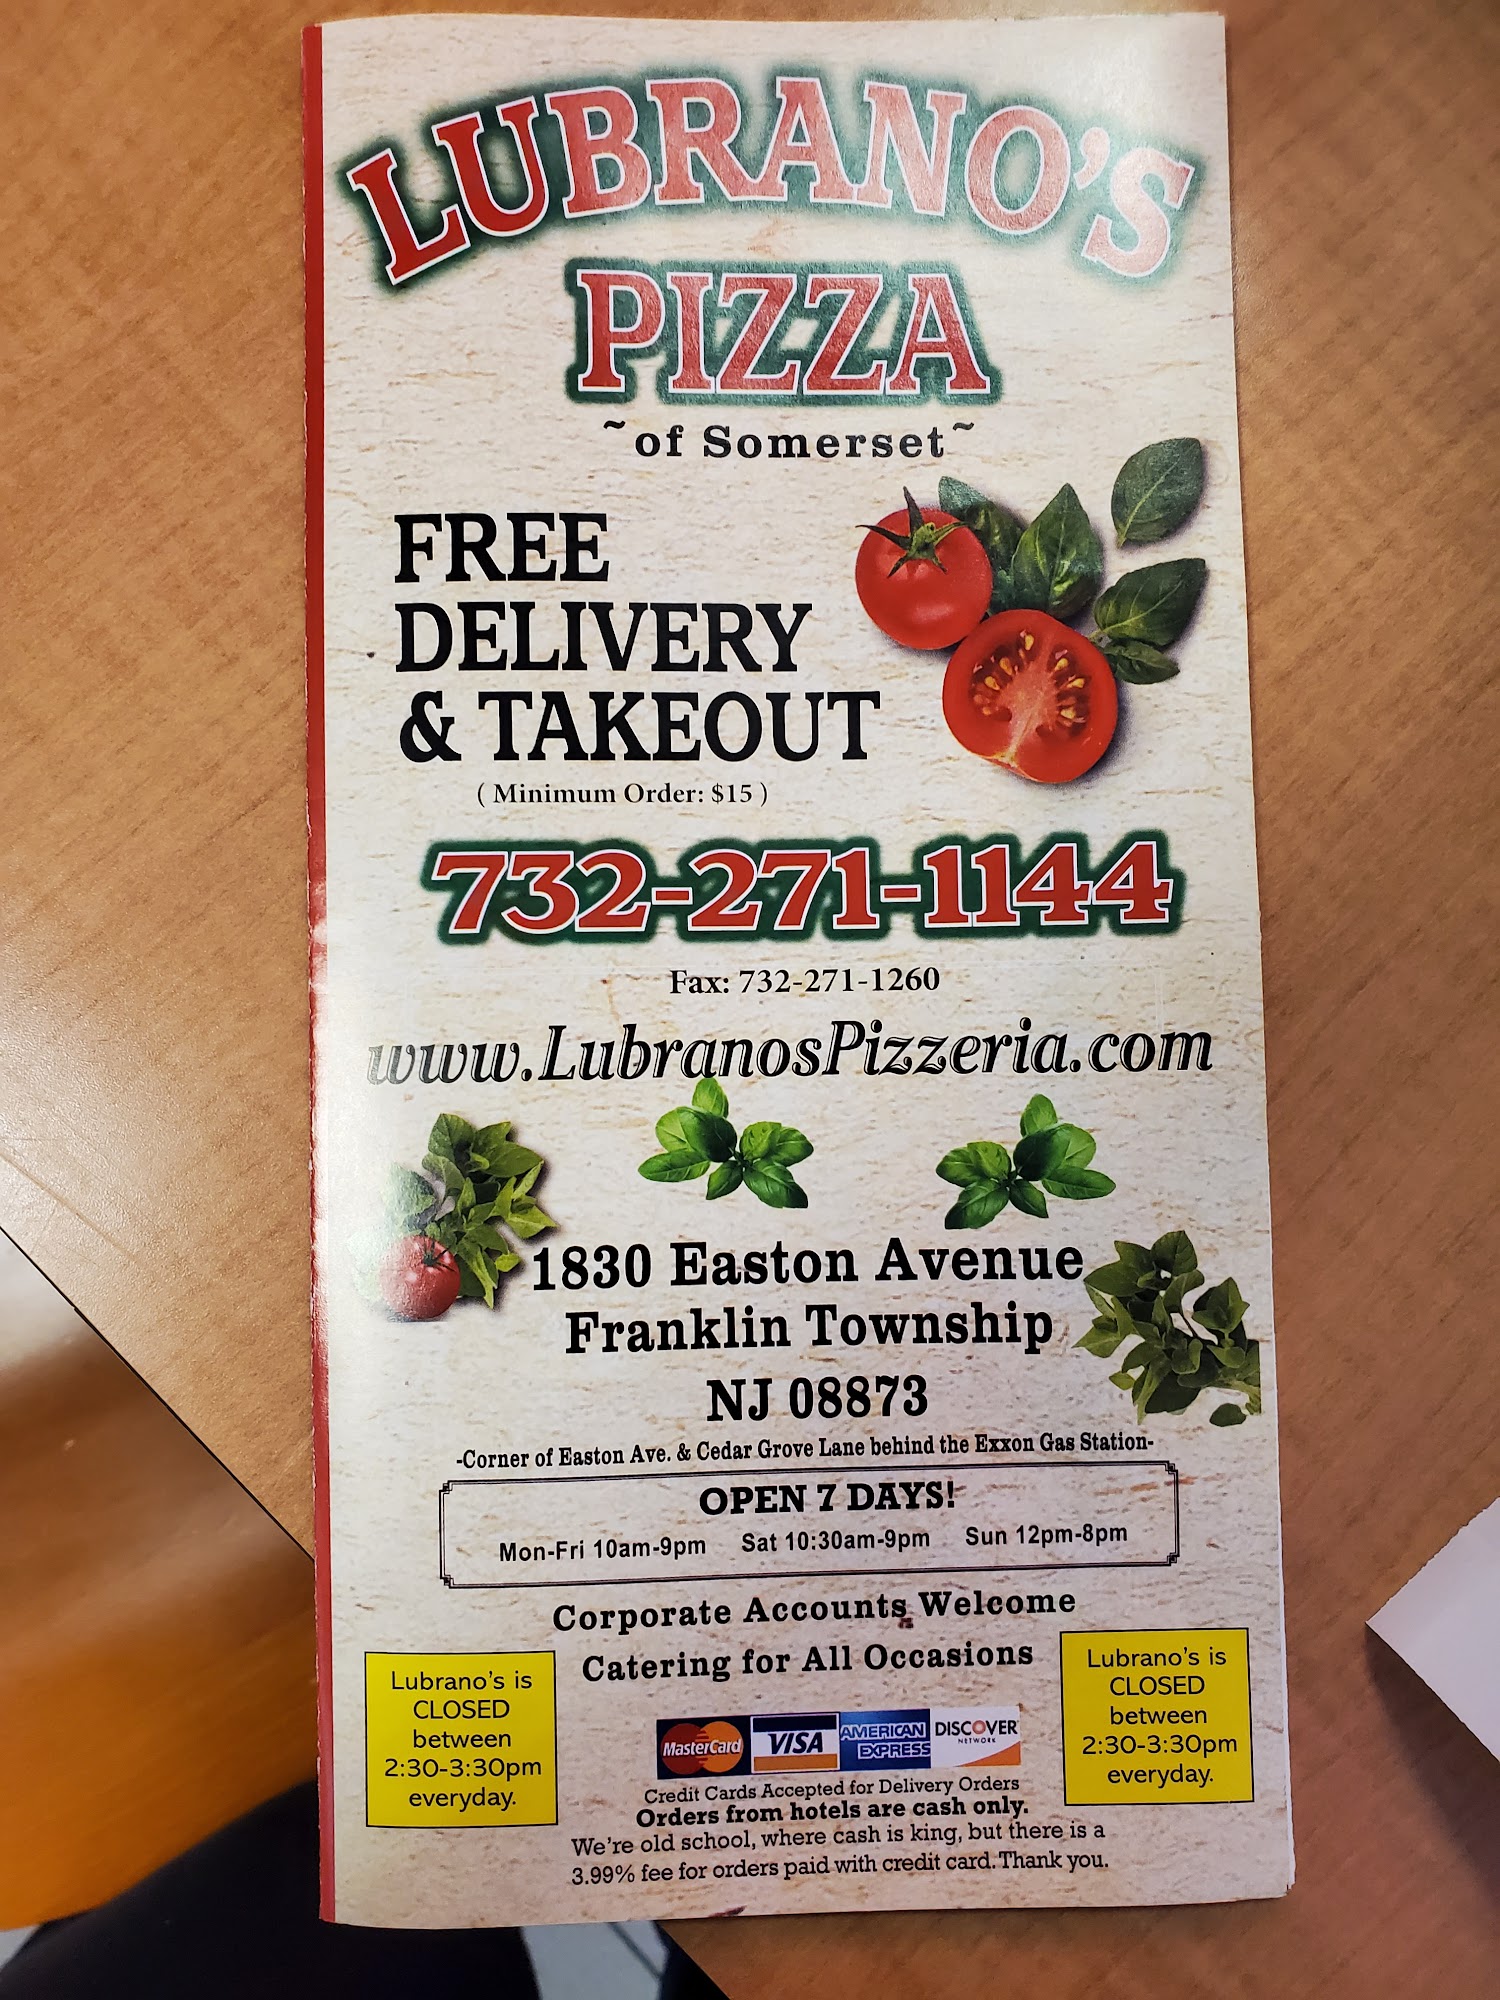 LUBRANO'S
PIZZA
~of Somerset~
FREE
DELIVERY
& TAKEOUT
( Minimum Order: $15 )
732-271-1144
Fax: 732-271-1260
www.LubranosPizzeria.com
1830 Easton Avenue
Franklin Township
NJ 08873
-Corner of Easton Ave. & Cedar Grove Lane behind the Exxon Gas Station-
OPEN 7 DAYS!
Mon-Fri 10am-9pm Sat 10:30am-9pm Sun 12pm-8pm
Corporate Accounts Welcome
Catering for All Occasions
Lubrano's is
CLOSED
between
2:30-3:30pm
everyday.
Lubrano's is
CLOSED
between
2:30-3:30pm
everyday.
MasterCard VISA AMERICAN EXPRESS DISCOVER NETWORK
Credit Cards Accepted for Delivery Orders
Orders from hotels are cash only.
We're old school, where cash is king, but there is a
3.99% fee for orders paid with credit card. Thank you.